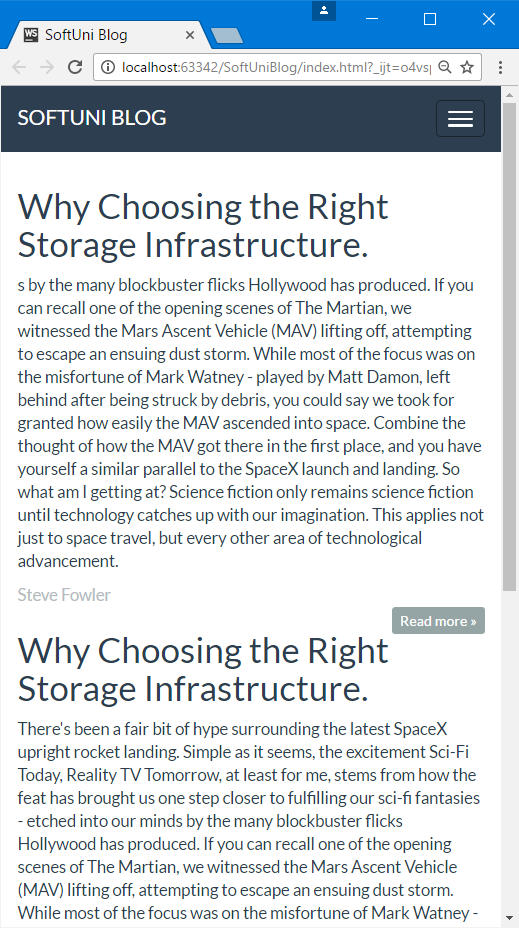 SoftUni Blog
localhost:63342/SoftUniBlog/index.html?_ijt=o4vsp
SOFTUNI BLOG
Why Choosing the Right
Storage Infrastructure.
s by the many blockbuster flicks Hollywood has produced. If you
can recall one of the opening scenes of The Martian, we
witnessed the Mars Ascent Vehicle (MAV) lifting off, attempting
to escape an ensuing dust storm. While most of the focus was on
the misfortune of Mark Watney - played by Matt Damon, left
behind after being struck by debris, you could say we took for
granted how easily the MAV ascended into space. Combine the
thought of how the MAV got there in the first place, and you have
yourself a similar parallel to the SpaceX launch and landing. So
what am I getting at? Science fiction only remains science fiction
until technology catches up with our imagination. This applies not
just to space travel, but every other area of technological
advancement.
Steve Fowler
Read more »
Why Choosing the Right
Storage Infrastructure.
There's been a fair bit of hype surrounding the latest SpaceX
upright rocket landing. Simple as it seems, the excitement Sci-Fi
Today, Reality TV Tomorrow, at least for me, stems from how the
feat has brought us one step closer to fulfilling our sci-fi fantasies
- etched into our minds by the many blockbuster flicks
Hollywood has produced. If you can recall one of the opening
scenes of The Martian, we witnessed the Mars Ascent Vehicle
(MAV) lifting off, attempting to escape an ensuing dust storm.
While most of the focus was on the misfortune of Mark Watney -